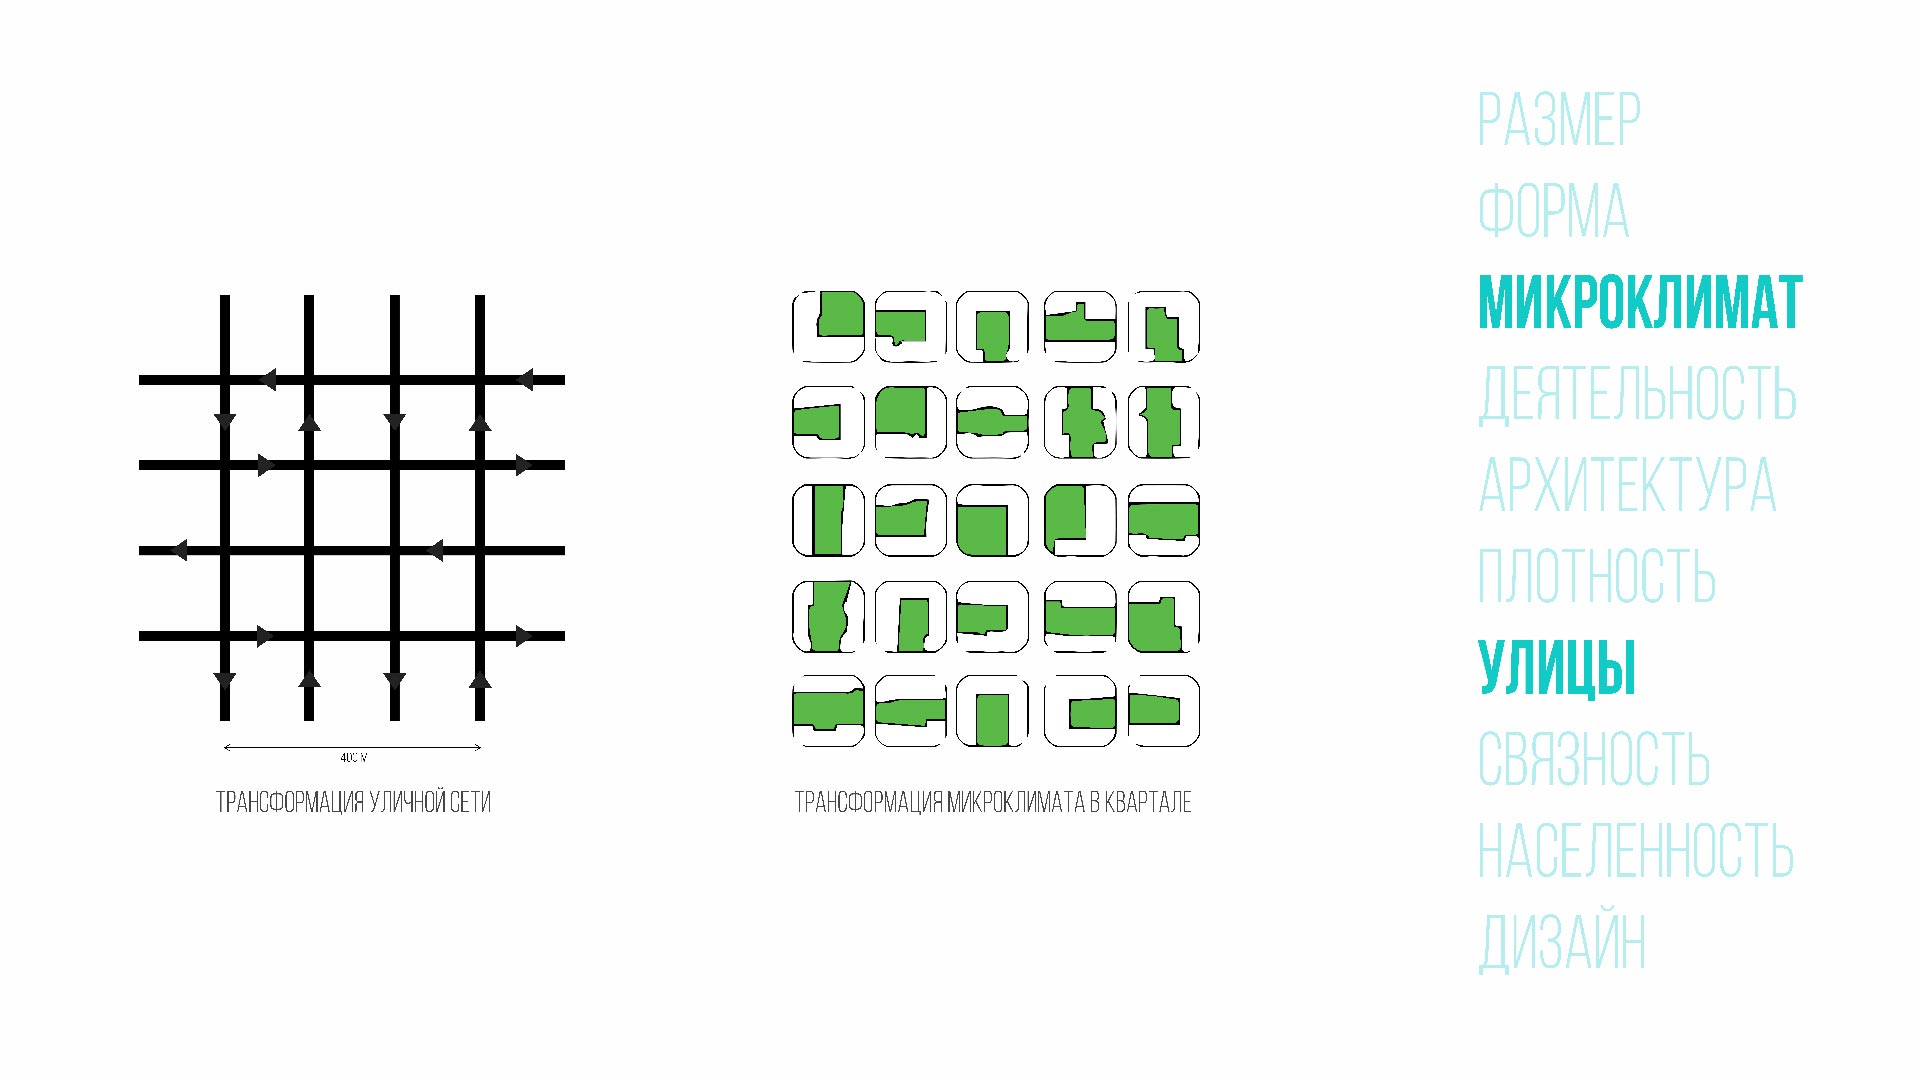 400 М
ТРАНСФОРМАЦИЯ УЛИЧНОЙ СЕТИ
ТРАНСФОРМАЦИЯ МИКРОКЛИМАТА В КВАРТАЛЕ
РАЗМЕР
ФОРМА
МИКРОКЛИМАТ
ДЕЯТЕЛЬНОСТЬ
АРХИТЕКТУРА
ПЛОТНОСТЬ
УЛИЦЫ
СВЯЗНОСТЬ
НАСЕЛЕННОСТЬ
ДИЗАЙН